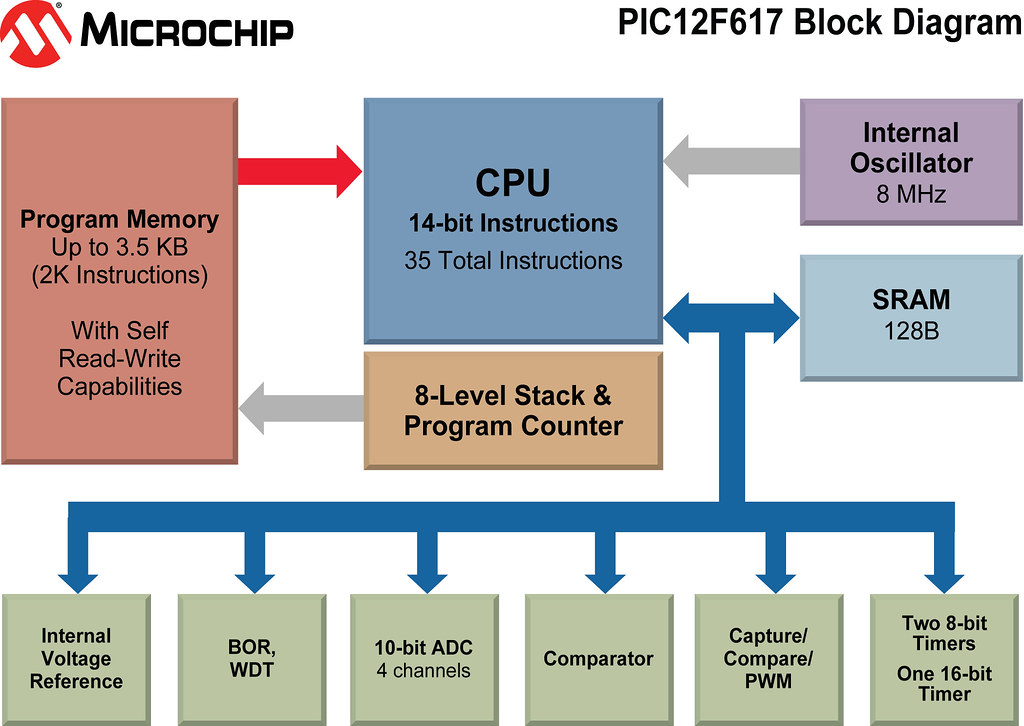 MICROCHIP
®
PIC12F617 Block Diagram
Program Memory
Up to 3.5 KB
(2K Instructions)
With Self
Read-Write
Capabilities
CPU
14-bit Instructions
35 Total Instructions
Internal
Oscillator
8 MHz
SRAM
128B
8-Level Stack &
Program Counter
Internal
Voltage
Reference
BOR,
WDT
10-bit ADC
4 channels
Comparator
Capture/
Compare/
PWM
Two 8-bit
Timers
One 16-bit
Timer